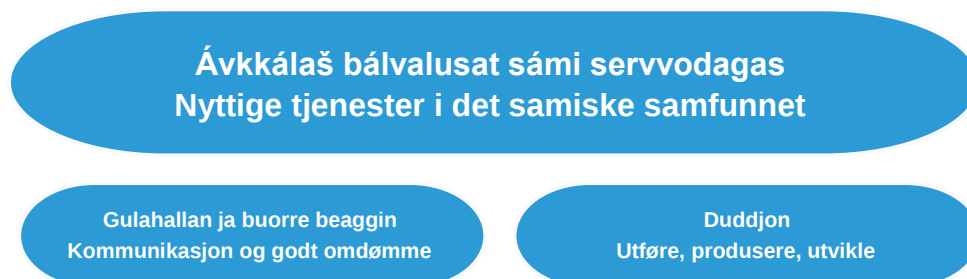 Ávkkálaš bálvalusat sámi servvodagas
Nyttige tjenester i det samiske samfunnet
Gulahallan ja buorre beaggin
Kommunikasjon og godt omdømme
Duddjon
Utføre, produsere, utvikle